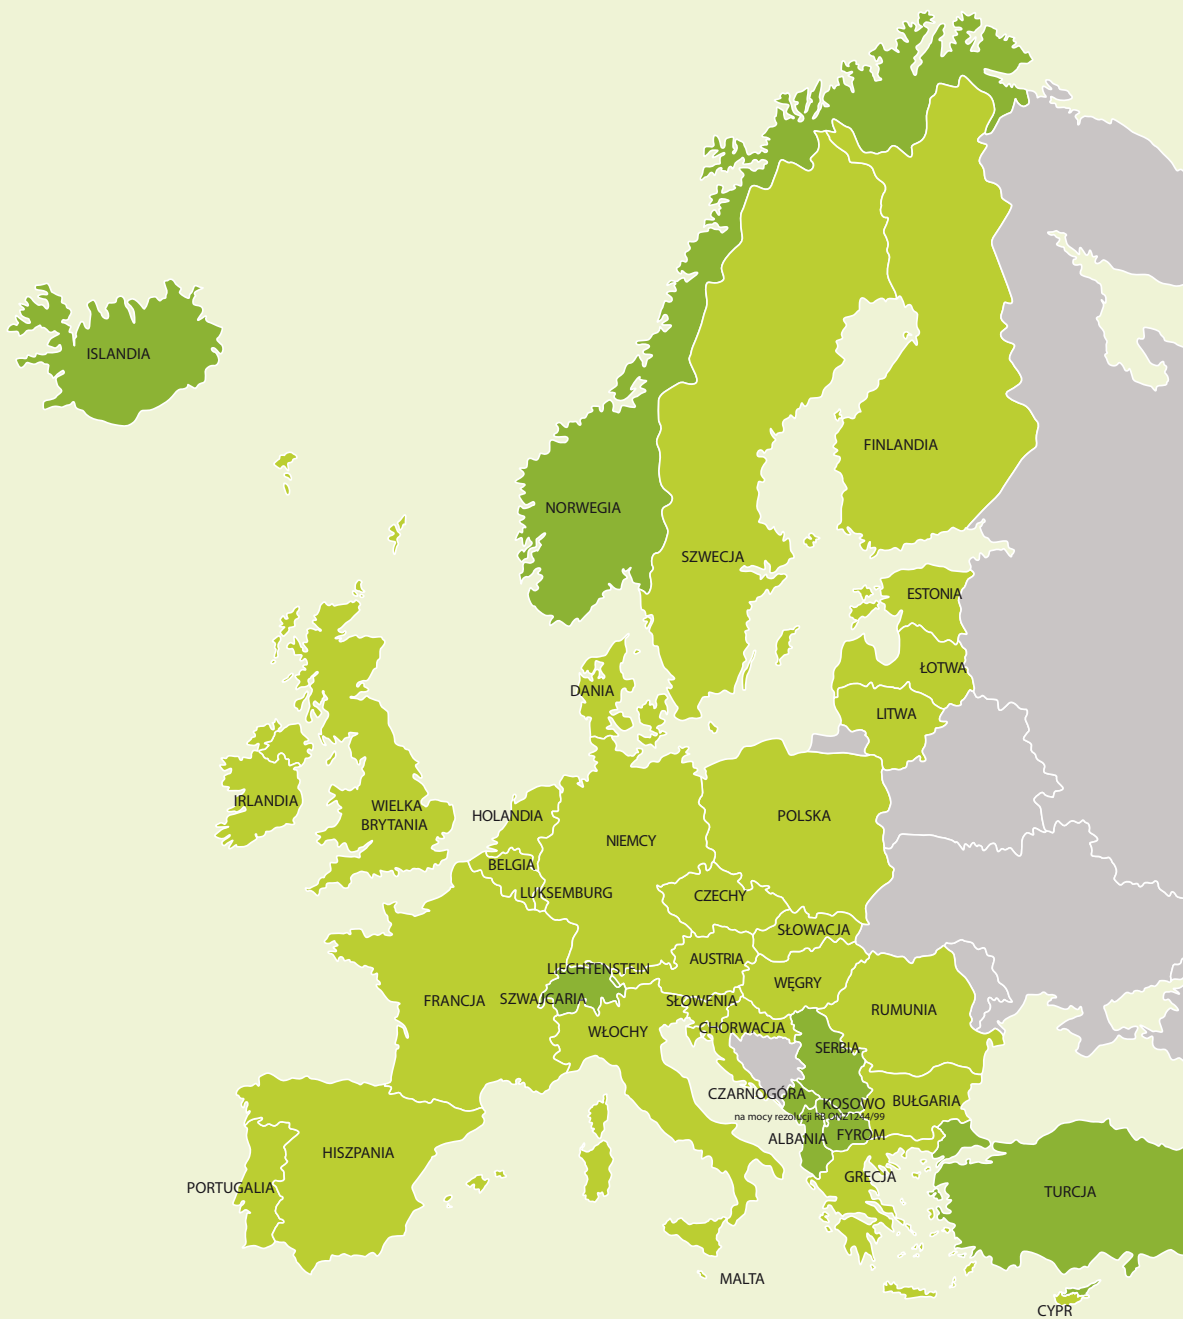 ISLANDIA
FINLANDIA
NORWEGIA
SZWECJA
ESTONIA
ŁOTWA
DANIA
LITWA
IRLANDIA
WIELKA
BRYTANIA
HOLANDIA
POLSKA
NIEMCY
BELGIA
LUKSEMBURG
CZECHY
SŁOWACJA
AUSTRIA
LIECHTENSTEIN
WĘGRY
FRANCJA
SZWAJCARIA
SŁOWENIA
RUMUNIA
WŁOCHY
CHORWACJA
SERBIA
CZARNOGÓRA
KOSOWO
na mocy rezolucji RB ONZ1244/99
BUŁGARIA
ALBANIA
FYROM
HISZPANIA
GRECJA
PORTUGALIA
TURCJA
MALTA
CYPR